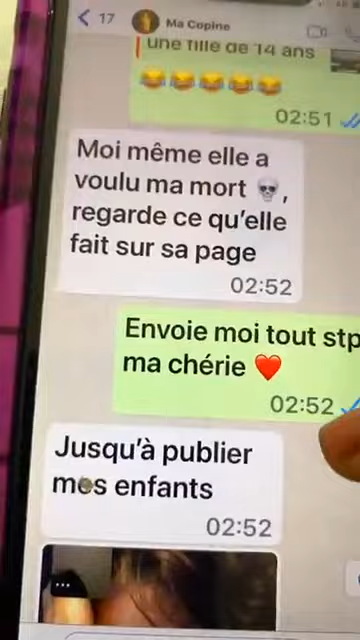 17
Ma Copine
une fille de 14 ans
😂😂😂😂😂
02:51
Moi même elle a
voulu ma mort 💀,
regarde ce qu'elle
fait sur sa page
02:52
Envoie moi tout stp
ma chérie ❤️
02:52
Jusqu'à publier
mes enfants
02:52